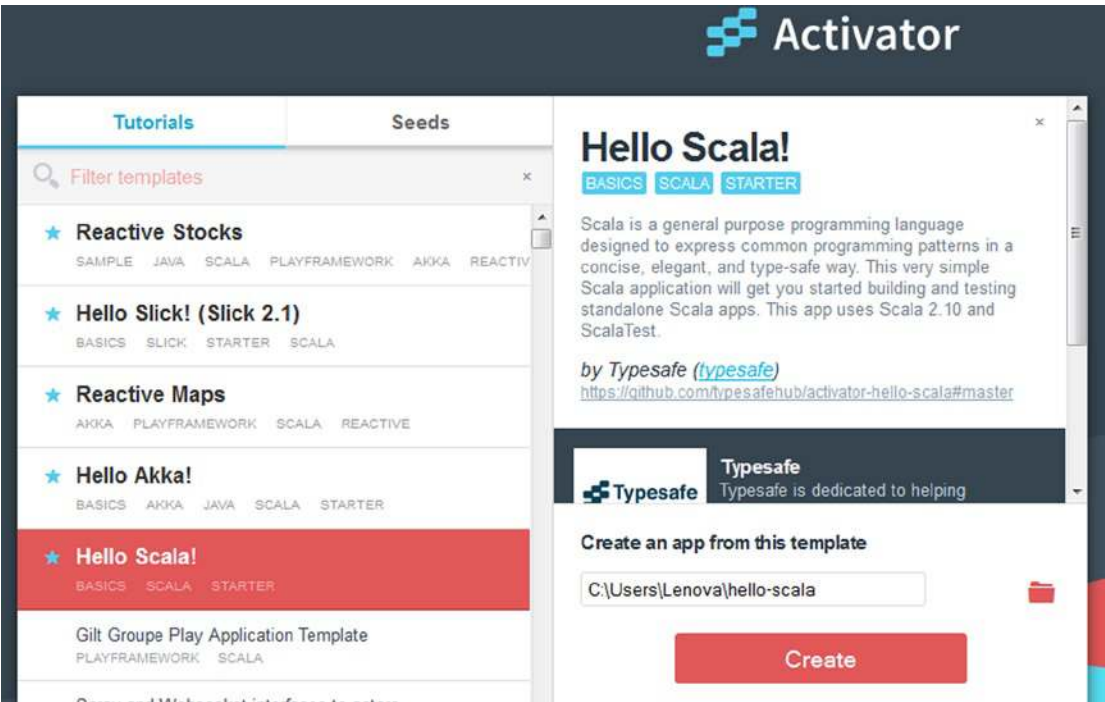 Activator
Tutorials
Seeds
Filter templates
×
Reactive Stocks
SAMPLE JAVA SCALA PLAYFRAMEWORK AKKA REACTIV
Hello Slick! (Slick 2.1)
BASICS SLICK STARTER SCALA
Reactive Maps
AKKA PLAYFRAMEWORK SCALA REACTIVE
Hello Akka!
BASICS AKKA JAVA SCALA STARTER
Hello Scala!
BASICS SCALA STARTER
Gilt Groupe Play Application Template
PLAYFRAMEWORK SCALA
×
Hello Scala!
BASICS SCALA STARTER
Scala is a general purpose programming language
designed to express common programming patterns in a
concise, elegant, and type-safe way. This very simple
Scala application will get you started building and testing
standalone Scala apps. This app uses Scala 2.10 and
ScalaTest.
by Typesafe (typesafe)
https://github.com/typesafehub/activator-hello-scala#master
Typesafe
Typesafe
Typesafe is dedicated to helping
Create an app from this template
C:\Users\Lenova\hello-scala
Create